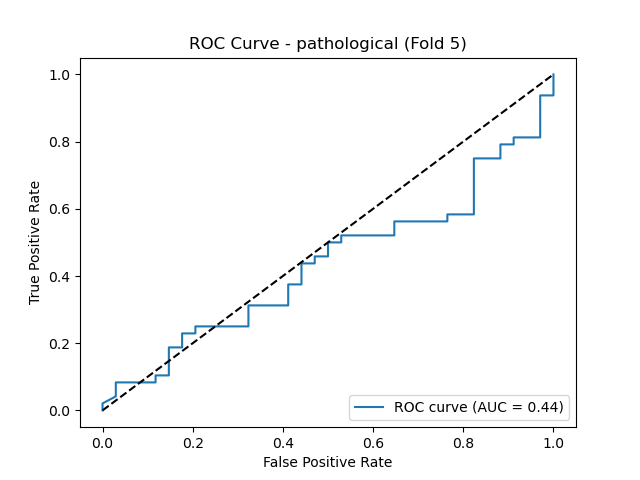 ROC Curve - pathological (Fold 5)
True Positive Rate
1.0
0.8
0.6
0.4
0.2
0.0
ROC curve (AUC = 0.44)
0.0 0.2 0.4 0.6 0.8 1.0
False Positive Rate